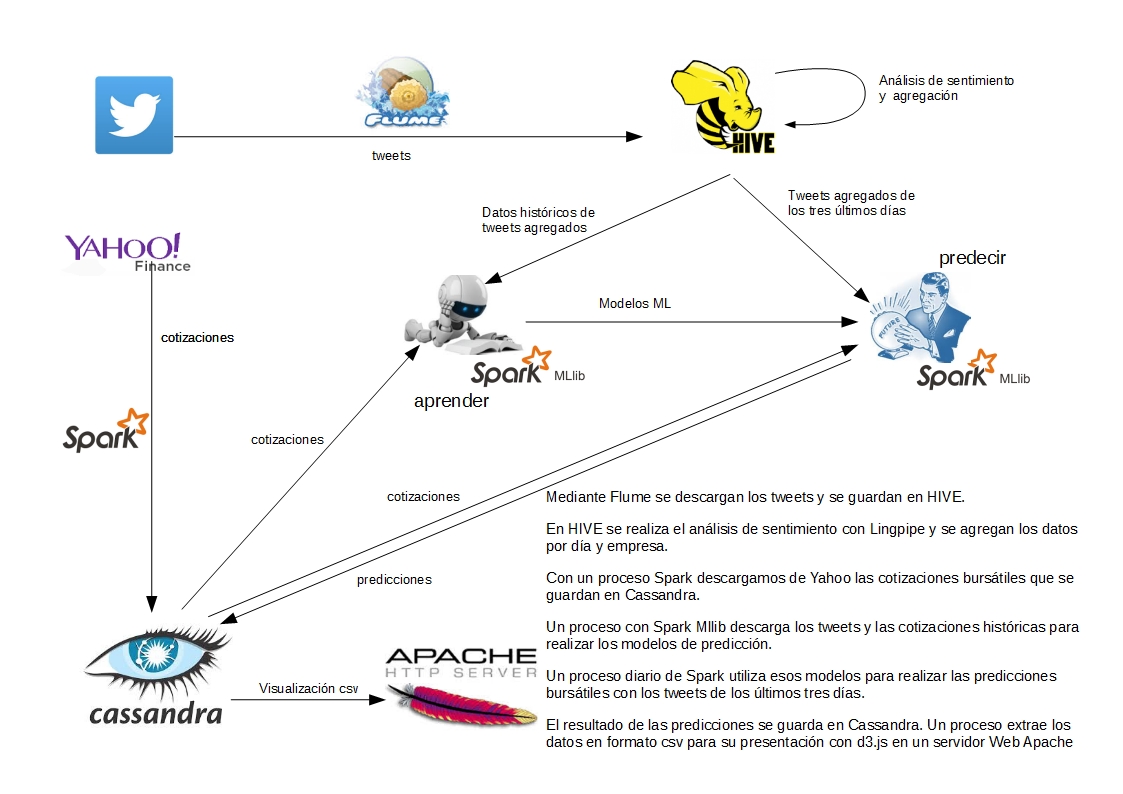 FLUME
HIVE
Análisis de sentimiento
y agregación
tweets
Tweets agregados de
los tres últimos días
Datos históricos de
tweets agregados
YAHOO!
Finance
predecir
Modelos ML
FUTURE
cotizaciones
Spark MLlib
Spark MLlib
aprender
Spark
cotizaciones
cotizaciones
predicciones
Mediante Flume se descargan los tweets y se guardan en HIVE.
En HIVE se realiza el análisis de sentimiento con Lingpipe y se agregan los datos
por día y empresa.
Con un proceso Spark descargamos de Yahoo las cotizaciones bursátiles que se
guardan en Cassandra.
Un proceso con Spark Mllib descarga los tweets y las cotizaciones históricas para
realizar los modelos de predicción.
Un proceso diario de Spark utiliza esos modelos para realizar las predicciones
bursátiles con los tweets de los últimos tres días.
El resultado de las predicciones se guarda en Cassandra. Un proceso extrae los
datos en formato csv para su presentación con d3.js en un servidor Web Apache
cassandra
Visualización csv
APACHE
HTTP SERVER